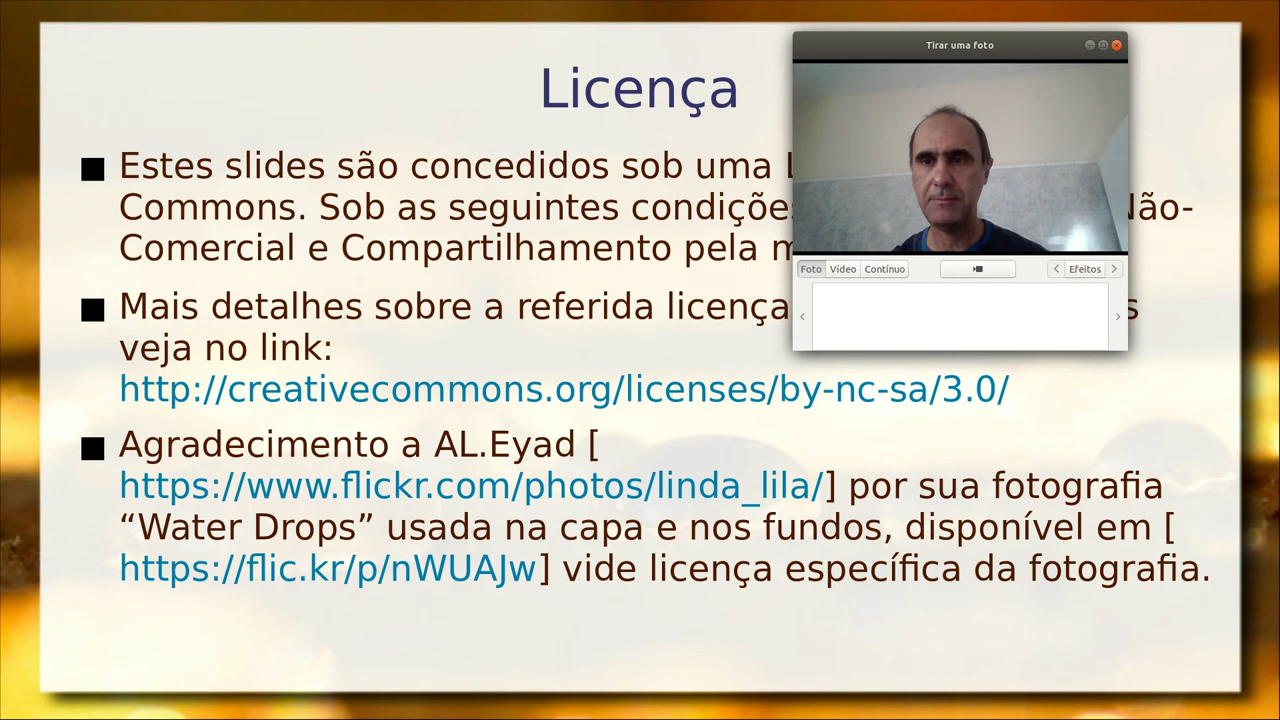 Licença
Tirar uma foto
Estes slides são concedidos sob uma
Commons. Sob as seguintes condições Não-
Comercial e Compartilhamento pela
Foto Vídeo Contínuo Efeitos
Mais detalhes sobre a referida licença
veja no link:
http://creativecommons.org/licenses/by-nc-sa/3.0/
Agradecimento a AL.Eyad [
https://www.flickr.com/photos/linda_lila/] por sua fotografia
“Water Drops” usada na capa e nos fundos, disponível em [
https://flic.kr/p/nWUAJw] vide licença específica da fotografia.